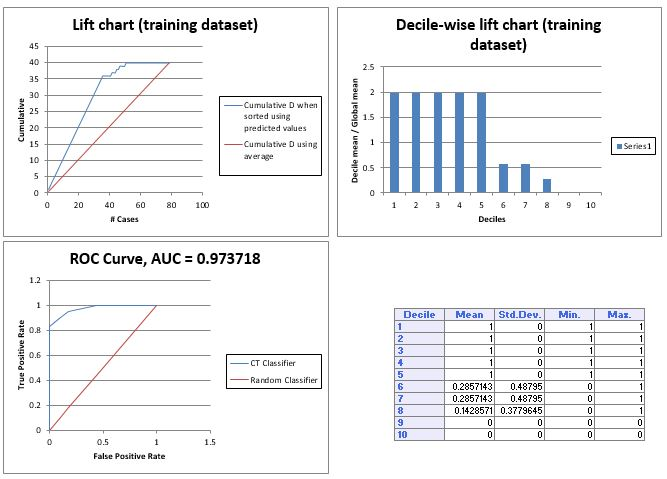 Lift chart (training dataset)
45
40
35
30
25
20
15
10
5
0
Cumulative
0 20 40 60 80 100
# Cases
Cumulative D when
sorted using
predicted values
Cumulative D using
average
Decile-wise lift chart (training
dataset)
2.5
2
1.5
1
0.5
0
Decile mean / Global mean
1 2 3 4 5 6 7 8 9 10
Deciles
Series1
ROC Curve, AUC = 0.973718
1.2
1
0.8
0.6
0.4
0.2
0
True Positive Rate
0 0.5 1 1.5
False Positive Rate
CT Classifier
Random Classifier
Decile Mean Std.Dev. Min. Max.
1 1 0 1 1
2 1 0 1 1
3 1 0 1 1
4 1 0 1 1
5 1 0 1 1
6 0.2857143 0.48795 0 1
7 0.2857143 0.48795 0 1
8 0.1428571 0.3779645 0 1
9 0 0 0 0
10 0 0 0 0